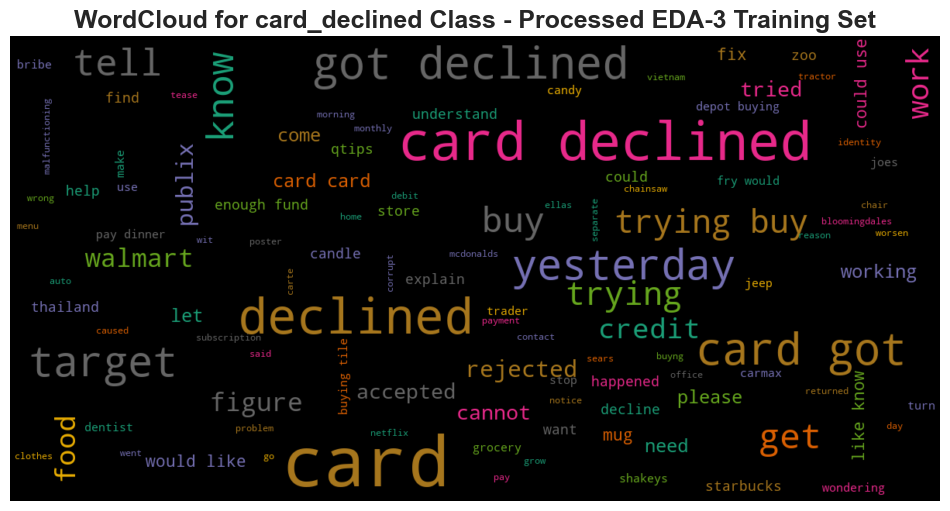 WordCloud for card_declined Class - Processed EDA-3 Training Set
bribe
tell
know
got declined
fix
zoo
could use
work
tease
candy
vietnam
tractor
find
tried
malfunctioning
morning
monthly
understand
depot buying
come
qtips
card declined
identity
joes
make
publix
wrong
help
use
card card
could
chainsaw
fry would
enough fund
debit
store
home
ellas
separate
chair
menu
pay dinner
wit
poster
buy
trying buy
bloomingdales
reason
worsen
walmart
candle
mcdonalds
yesterday
working
auto
carte
corrupt
explain
trying
jeep
thailand
let
declined
trader
payment
credit
caused
subscription
contact
card got
target
said
buying tile
rejected
sears
buyng
office
carmax
stop
happened
accepted
returned
figure
notice
decline
please
like know
turn
cannot
food
dentist
problem
netflix
want
mug
need
get
day
clothes
went
would like
go
card
grocery
grow
pay
shakeys
starbucks
wondering